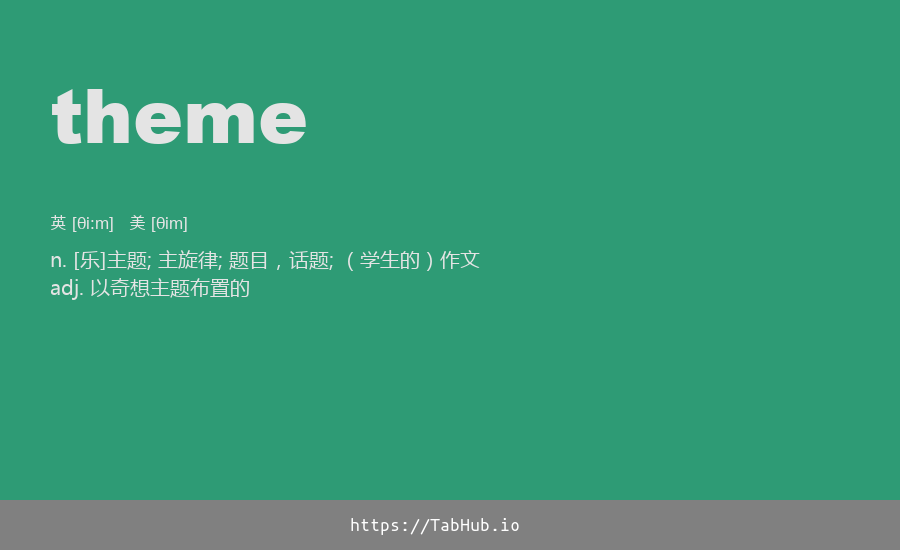 theme
英 [θi:m] 美 [θim]
n. [乐]主题; 主旋律; 题目，话题; （学生的）作文
adj. 以奇想主题布置的
https://TabHub.io